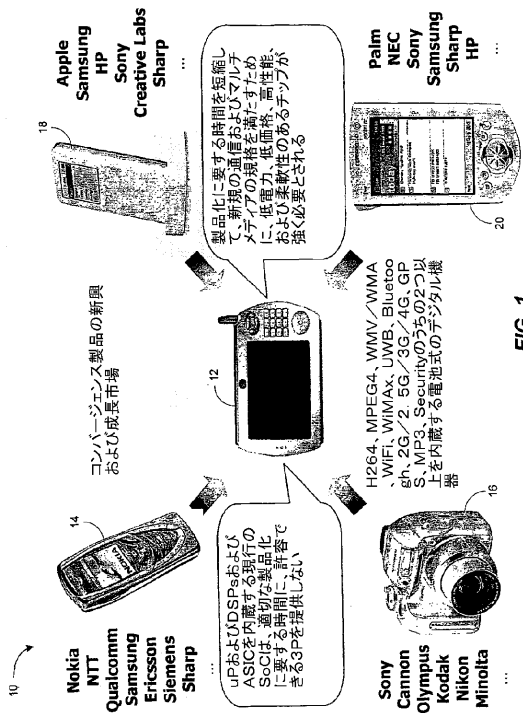 10
コンバージェンス製品の新興
および成長市場
14
NOKIA
Nokia
NTT
Qualcomm
Samsung
Ericsson
Siemens
Sharp
...
18
Apple
Samsung
HP
Sony
Creative Labs
Sharp
...
uPおよびDSPsおよび
ASICを内蔵する現行の
SoCは、適切な製品化
に要する時間に、許容で
きる3Pを提供しない
12
製品化に要する時間を短縮し
て、新規の通信およびマルチ
メディアの規格を満たすため
に、低電力、低価格、高性能、
および柔軟性のあるチップが
強く必要とされる
Sony
Cannon
Olympus
Kodak
Nikon
Minolta
...
16
H264、MPEG4、WMV/WMA
、WiFi、WiMAx、UWB、Bluetoo
gh、2G/2. 5G/3G/4G、GP
S、MP3、Securityのうちの2つ以
上を内蔵する電池式のデジタル機
器
20
Palm
NEC
Sony
Samsung
Sharp
HP
...
FIG. 1